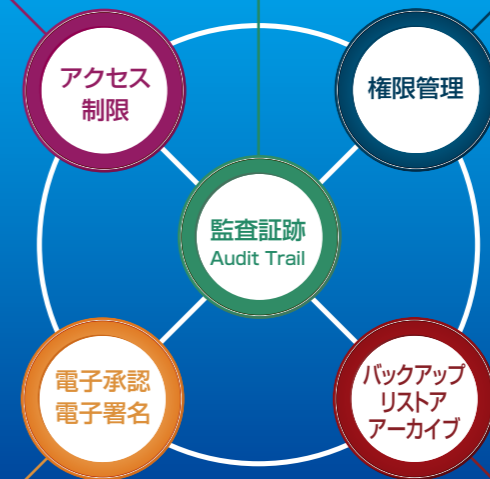 アクセス
制限
権限管理
監査証跡
Audit Trail
電子承認
電子署名
バックアップ
リストア
アーカイブ